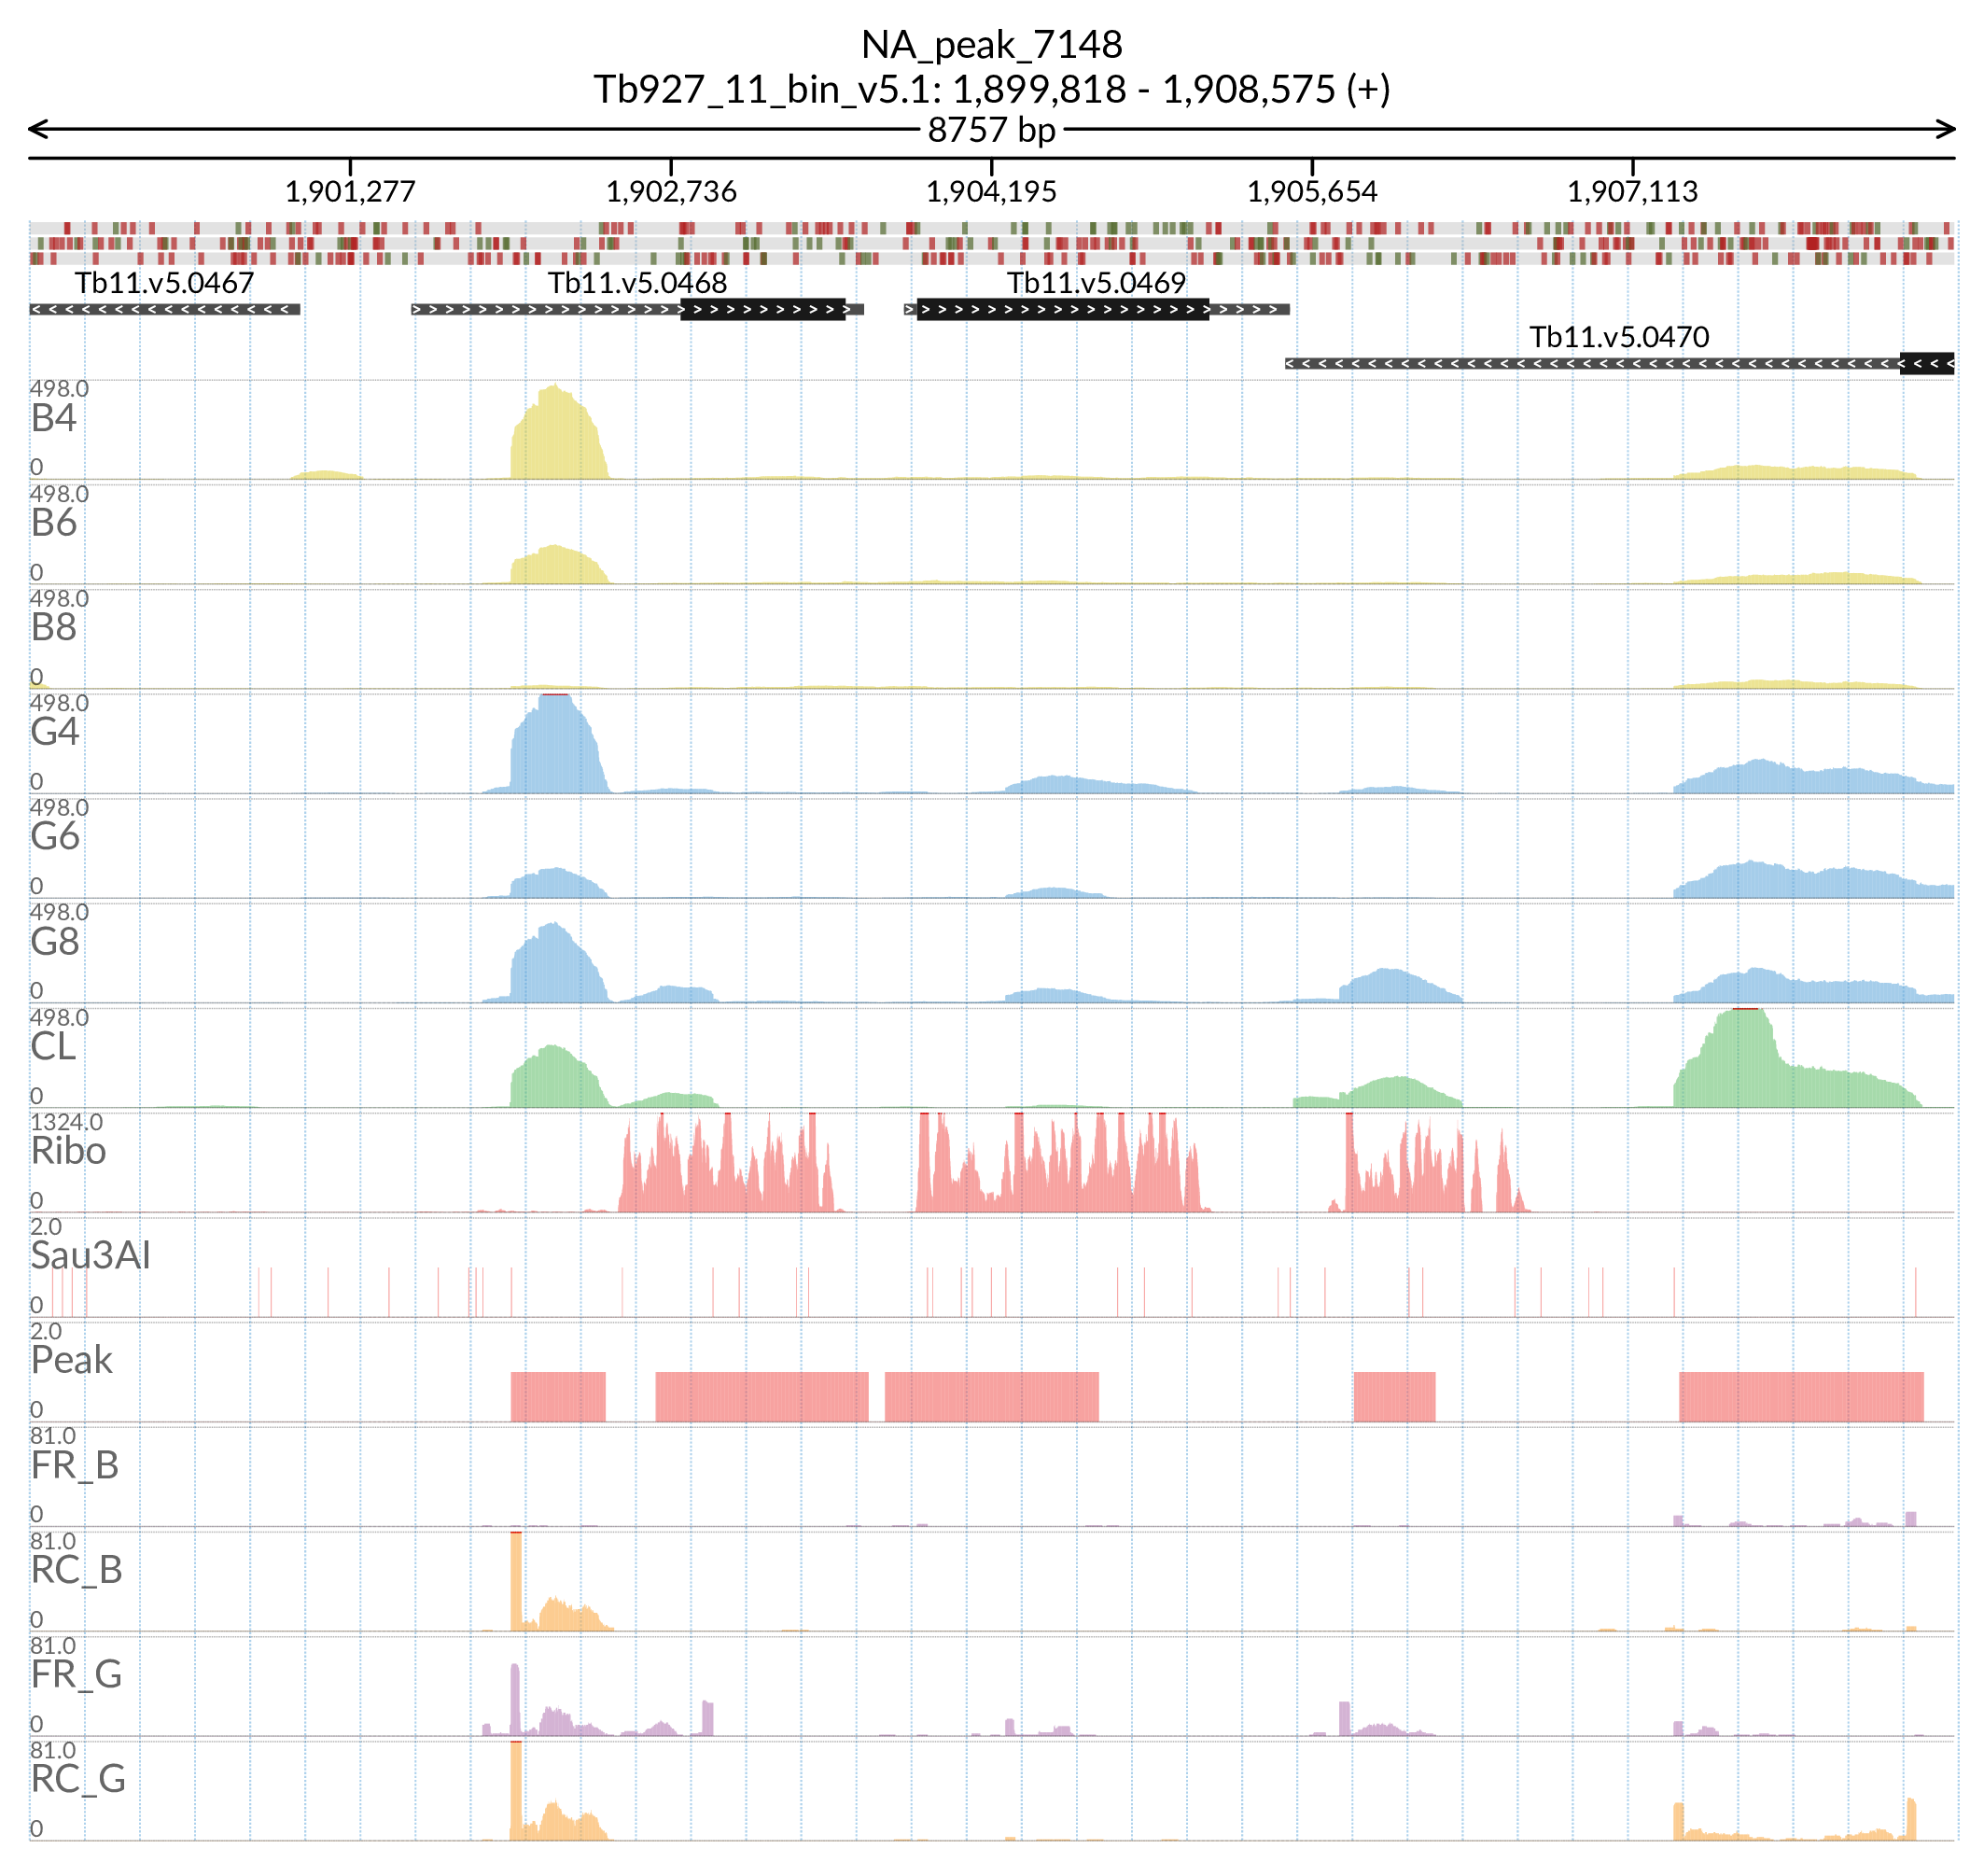 NA_peak_7148
Tb927_11_bin_v5.1: 1,899,818 - 1,908,575 (+)
8757 bp
1,901,277 1,902,736 1,904,195 1,905,654 1,907,113
Tb11.v5.0467 Tb11.v5.0468 Tb11.v5.0469
Tb11.v5.0470
498.0
B4
0
498.0
B6
0
498.0
B8
0
498.0
G4
0
498.0
G6
0
498.0
G8
0
498.0
CL
0
1324.0
Ribo
0
2.0
Sau3AI
0
2.0
Peak
0
81.0
FR_B
0
81.0
RC_B
0
81.0
FR_G
0
81.0
RC_G
0